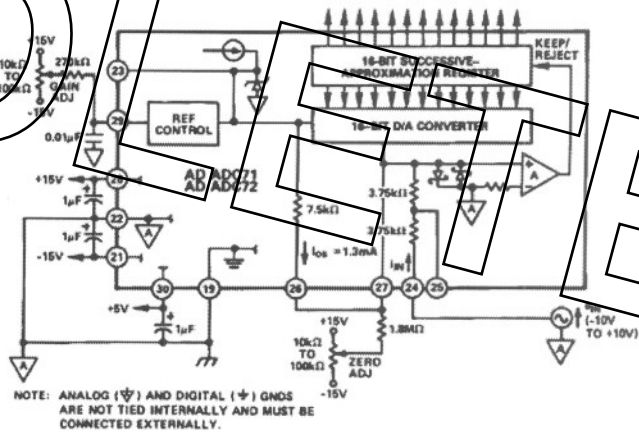 KEEP/
REJECT
16-BIT SUCCESSIVE-
APPROXIMATION REGISTER
+15V
10kΩ
TO
100kΩ
270kΩ
GAIN
ADJ
-15V
23
29
REF
CONTROL
16-BIT D/A CONVERTER
0.01µF
AD ADC71
AD ADC72
A
+15V
1µF
22
A
1µF
-15V
21
7.5kΩ
3.75kΩ
3.75kΩ
A
IOS = 1.3mA
IIN
30
19
26
27
24
25
+5V
1µF
+15V
10kΩ
TO
100kΩ
ZERO
ADJ
-15V
1.8MΩ
(-10V
TO +10V)
A
A
NOTE: ANALOG (▽) AND DIGITAL (⏚) GNDS
ARE NOT TIED INTERNALLY AND MUST BE
CONNECTED EXTERNALLY.
LETE